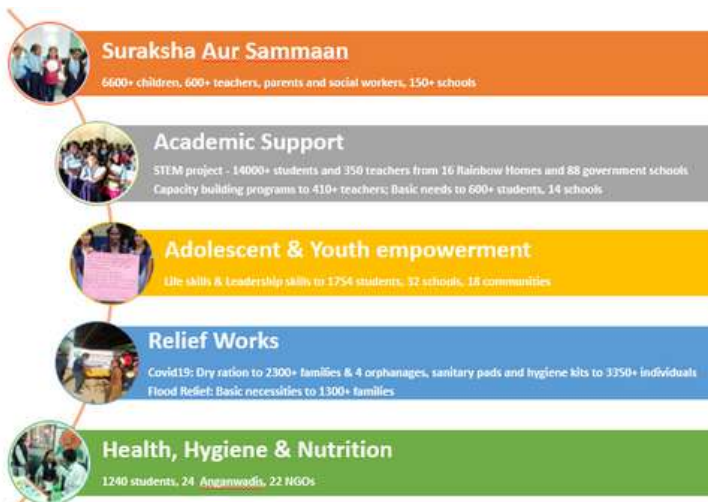 Suraksha Aur Sammaan
6600+ children, 600+ teachers, parents and social workers, 150+ schools
Academic Support
STEM project - 14000+ students and 350 teachers from 16 Rainbow Homes and 88 government schools
Capacity building programs to 410+ teachers; Basic needs to 600+ students, 14 schools
Adolescent & Youth empowerment
Life skills & Leadership skills to 1754 students, 32 schools, 18 communities
Relief Works
Covid19: Dry ration to 2300+ families & 4 orphanages, sanitary pads and hygiene kits to 3350+ individuals
Flood Relief: Basic necessities to 1300+ families
Health, Hygiene & Nutrition
1240 students, 24 Anganwadis, 22 NGOs